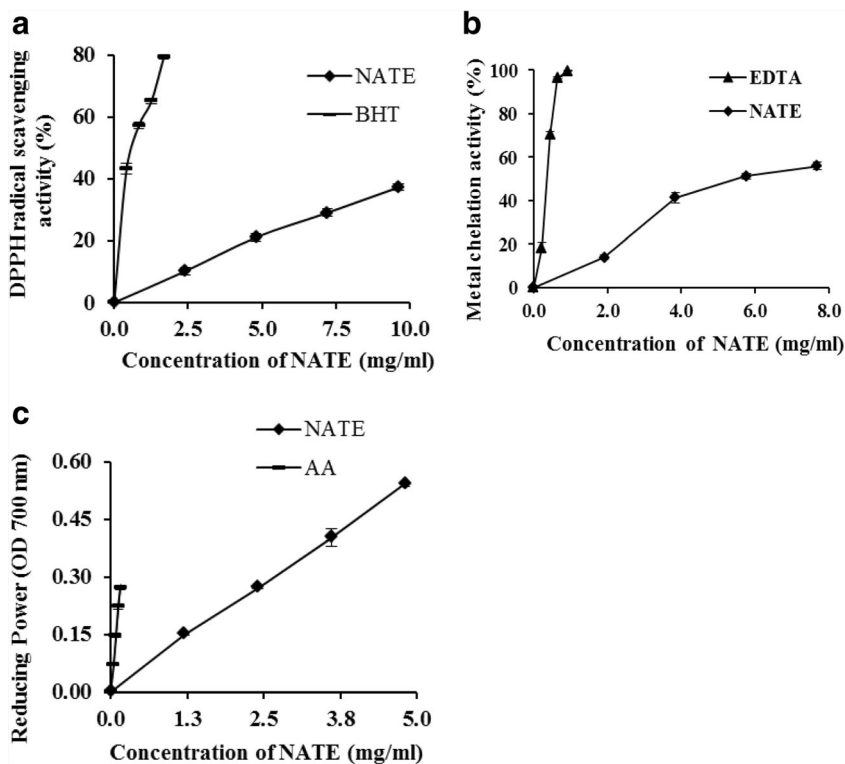 a
DPPH radical scavenging
activity (%)
80
60
40
20
0
NATE
BHT
0.0 2.5 5.0 7.5 10.0
Concentration of NATE (mg/ml)
b
Metal chelation activity (%)
100
80
60
40
20
0
EDTA
NATE
0.0 2.0 4.0 6.0 8.0
Concentration of NATE (mg/ml)
c
Reducing Power (OD 700 nm)
NATE
AA
0.60
0.45
0.30
0.15
0.00
0.0 1.3 2.5 3.8 5.0
Concentration of NATE (mg/ml)